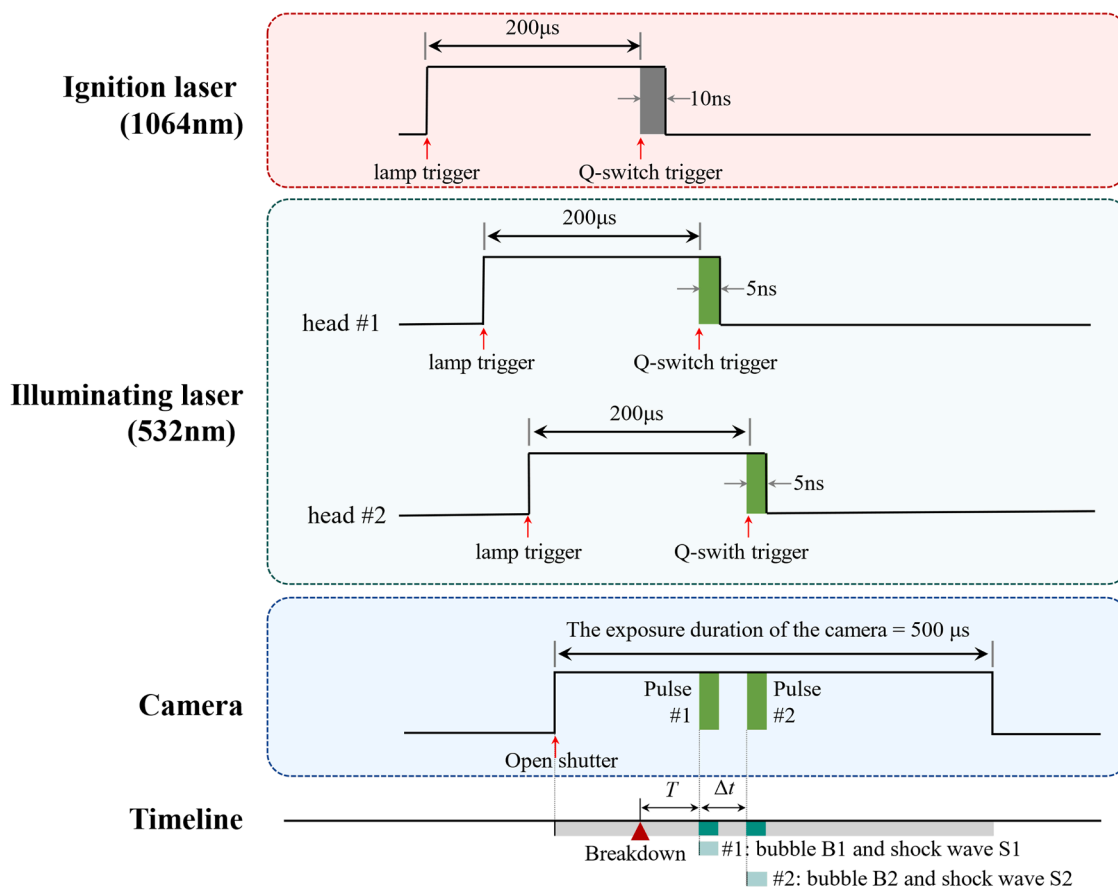 200μs
Ignition laser
(1064nm)
10ns
lamp trigger
Q-switch trigger
200μs
5ns
head #1
lamp trigger
Q-switch trigger
Illuminating laser
(532nm)
200μs
5ns
head #2
lamp trigger
Q-swith trigger
The exposure duration of the camera = 500 μs
Camera
Pulse
#1
Pulse
#2
Open shutter
Timeline
T
Δt
Breakdown
#1: bubble B1 and shock wave S1
#2: bubble B2 and shock wave S2